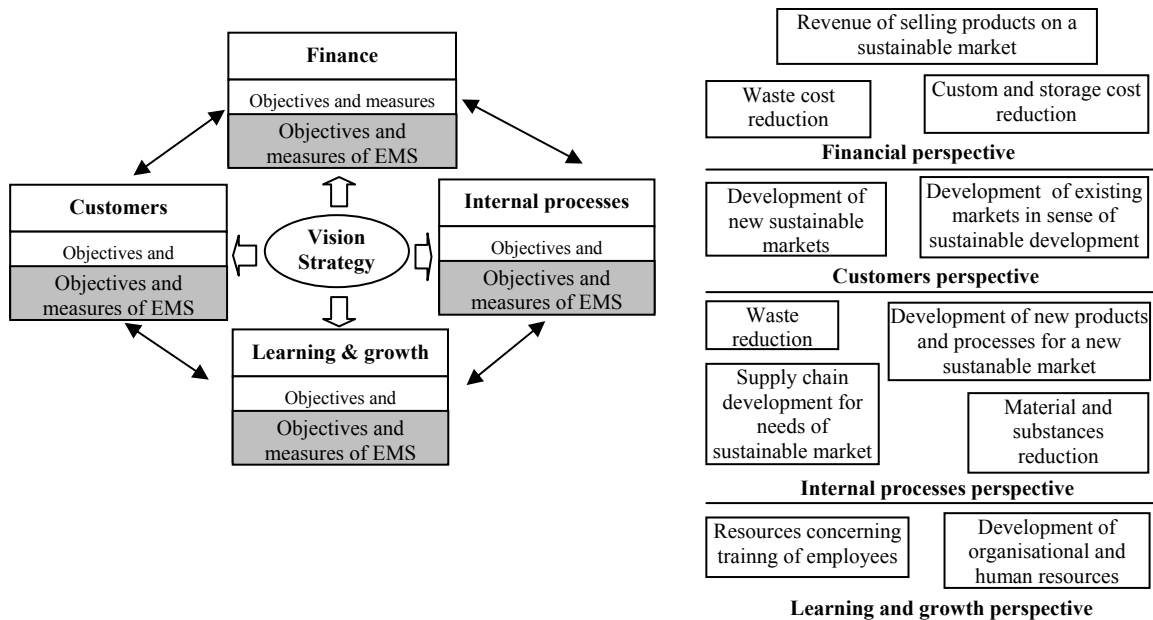 Finance
Objectives and measures
Objectives and
measures of EMS
Customers
Objectives and
Objectives and
measures of EMS
Vision
Strategy
Internal processes
Objectives and
Objectives and
measures of EMS
Learning & growth
Objectives and
Objectives and
measures of EMS
Revenue of selling products on a
sustainable market
Waste cost
reduction
Custom and storage cost
reduction
Financial perspective
Development of
new sustainable
markets
Development of existing
markets in sense of
sustainable development
Customers perspective
Waste
reduction
Development of new products
and processes for a new
sustanable market
Supply chain
development for
needs of
sustainable market
Material and
substances
reduction
Internal processes perspective
Resources concerning
trainng of employees
Development of
organisational and
human resources
Learning and growth perspective